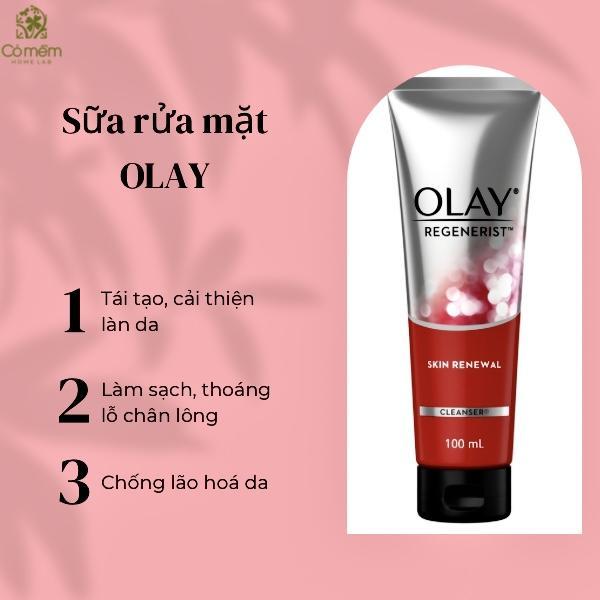 Cỏ mềm
HOME LAB
Sữa rửa mặt
OLAY
1 Tái tạo, cải thiện
làn da
2 Làm sạch, thoáng
lỗ chân lông
3 Chống lão hoá da
OLAY®
REGENERIST™
SKIN RENEWAL
CLEANSER®
100 mL